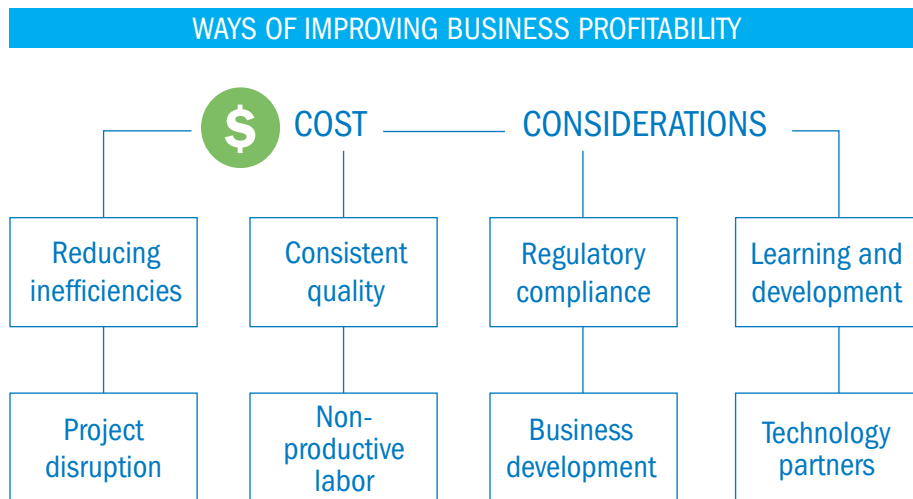 WAYS OF IMPROVING BUSINESS PROFITABILITY
$ COST CONSIDERATIONS
Reducing
inefficiencies
Consistent
quality
Regulatory
compliance
Learning and
development
Project
disruption
Non-
productive
labor
Business
development
Technology
partners